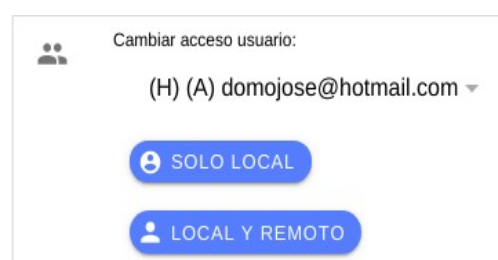 Cambiar acceso usuario:
(H) (A) domojose@hotmail.com
SOLO LOCAL
LOCAL Y REMOTO